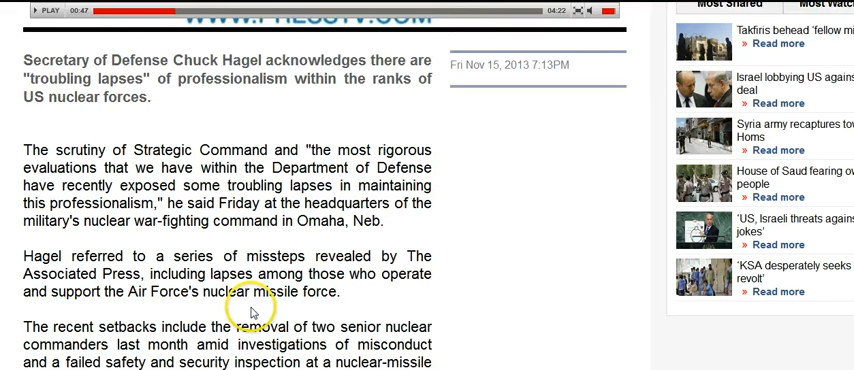 PLAY 00:47 04:22
WWW.PRESSTV.COM
Secretary of Defense Chuck Hagel acknowledges there are
"troubling lapses" of professionalism within the ranks of
US nuclear forces.
Fri Nov 15, 2013 7:13PM
The scrutiny of Strategic Command and "the most rigorous
evaluations that we have within the Department of Defense
have recently exposed some troubling lapses in maintaining
this professionalism," he said Friday at the headquarters of the
military's nuclear war-fighting command in Omaha, Neb.
Hagel referred to a series of missteps revealed by The
Associated Press, including lapses among those who operate
and support the Air Force's nuclear missile force.
The recent setbacks include the removal of two senior nuclear
commanders last month amid investigations of misconduct
and a failed safety and security inspection at a nuclear-missile
Most Shared Most Watch
Takfiris behead 'fellow mi
» Read more
Israel lobbying US agains
deal
» Read more
Syria army recaptures tow
Homs
» Read more
House of Saud fearing ow
people
» Read more
'US, Israeli threats agains
jokes'
» Read more
'KSA desperately seeks
revolt'
» Read more